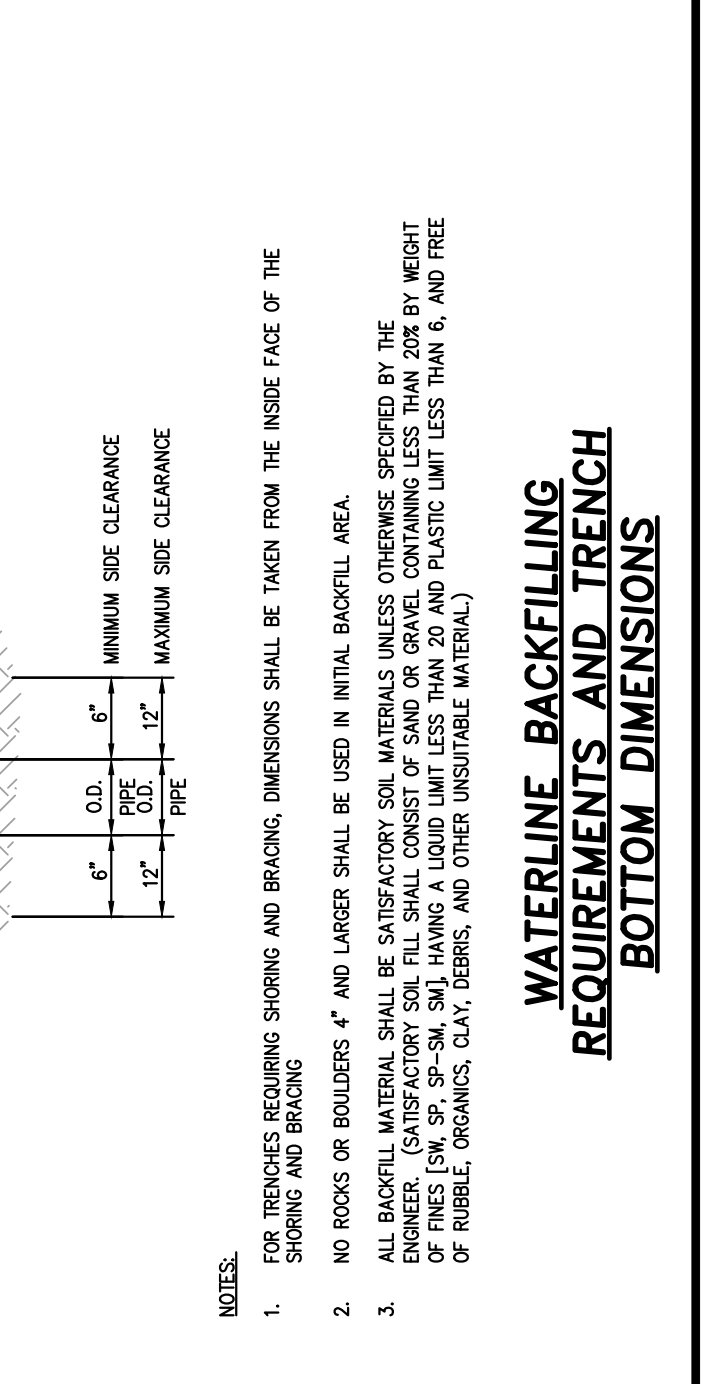 6" O.D. PIPE 6" MINIMUM SIDE CLEARANCE
12" O.D. PIPE 12" MAXIMUM SIDE CLEARANCE
NOTES:
1. FOR TRENCHES REQUIRING SHORING AND BRACING, DIMENSIONS SHALL BE TAKEN FROM THE INSIDE FACE OF THE
SHORING AND BRACING
2. NO ROCKS OR BOULDERS 4" AND LARGER SHALL BE USED IN INITIAL BACKFILL AREA.
3. ALL BACKFILL MATERIAL SHALL BE SATISFACTORY SOIL MATERIALS UNLESS OTHERWISE SPECIFIED BY THE
ENGINEER. (SATISFACTORY SOIL FILL SHALL CONSIST OF SAND OR GRAVEL CONTAINING LESS THAN 20% BY WEIGHT
OF FINES [SW, SP, SP-SM, SM], HAVING A LIQUID LIMIT LESS THAN 20 AND PLASTIC LIMIT LESS THAN 6, AND FREE
OF RUBBLE, ORGANICS, CLAY, DEBRIS, AND OTHER UNSUITABLE MATERIAL.)
WATERLINE BACKFILLING
REQUIREMENTS AND TRENCH
BOTTOM DIMENSIONS